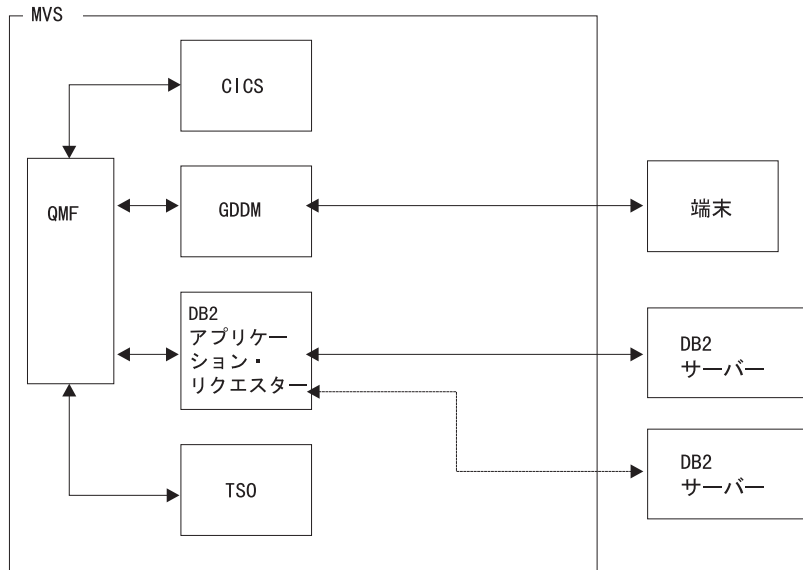 MVS
CICS
QMF
GDDM
端末
DB2
アプリケー
ション・
リクエスター
DB2
サーバー
DB2
サーバー
TSO